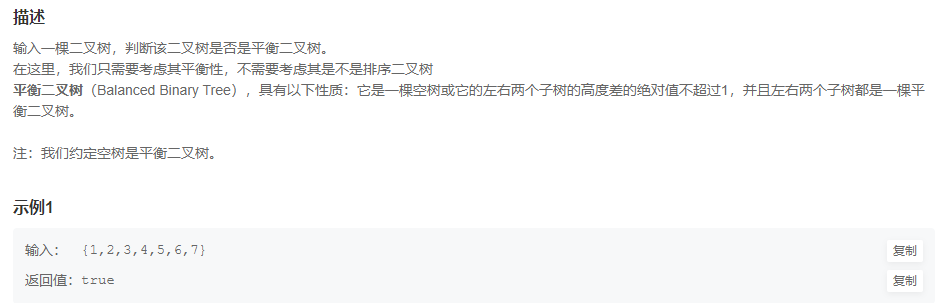 描述
输入一棵二叉树，判断该二叉树是否是平衡二叉树。
在这里，我们只需要考虑其平衡性，不需要考虑其是不是排序二叉树
平衡二叉树（Balanced Binary Tree），具有以下性质：它是一棵空树或它的左右两个子树的高度差的绝对值不超过1，并且左右两个子树都是一棵平
衡二叉树。
注：我们约定空树是平衡二叉树。
示例1
输入： {1,2,3,4,5,6,7} 复制
返回值：true 复制